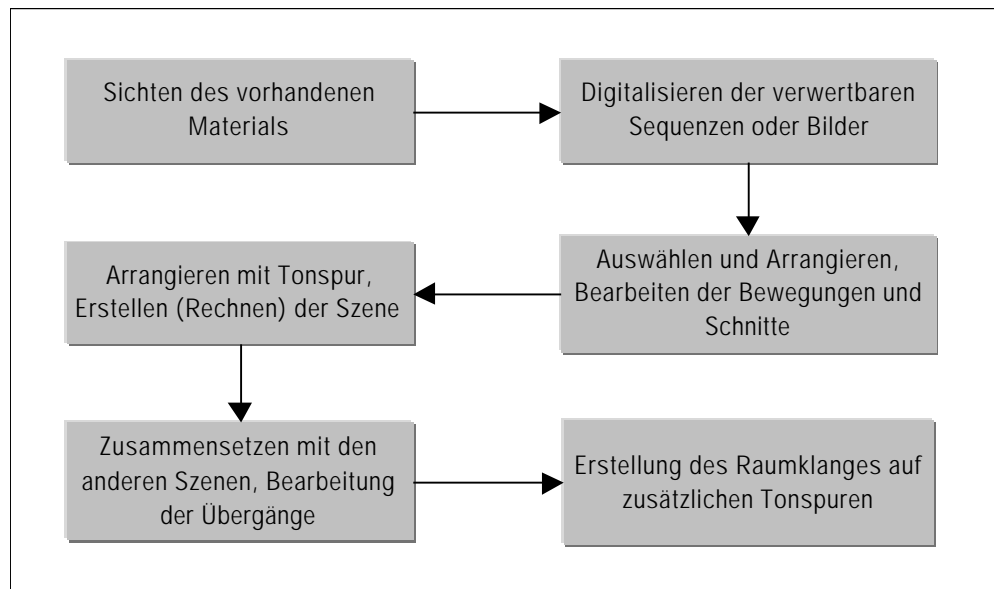 Sichten des vorhandenen
Materials
Digitalisieren der verwertbaren
Sequenzen oder Bilder
Auswählen und Arrangieren,
Bearbeiten der Bewegungen und
Schnitte
Arrangieren mit Tonspur,
Erstellen (Rechnen) der Szene
Zusammensetzen mit den
anderen Szenen, Bearbeitung
der Übergänge
Erstellung des Raumklanges auf
zusätzlichen Tonspuren